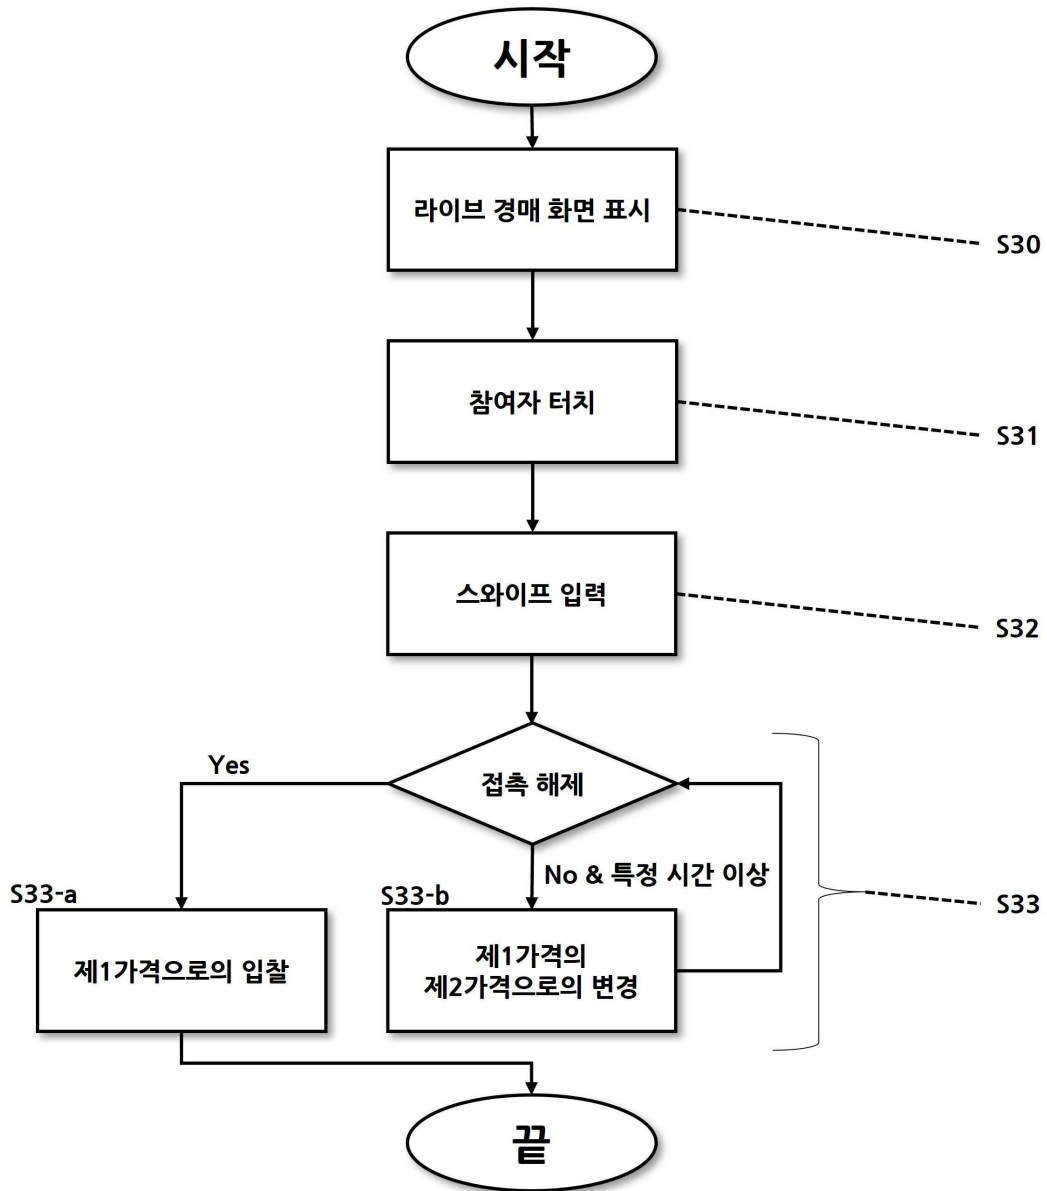 시작
라이브 경매 화면 표시
S30
참여자 터치
S31
스와이프 입력
S32
Yes
접촉 해제
No & 특정 시간 이상
S33-a
S33-b
S33
제1가격으로의 입찰
제1가격의
제2가격으로의 변경
끝